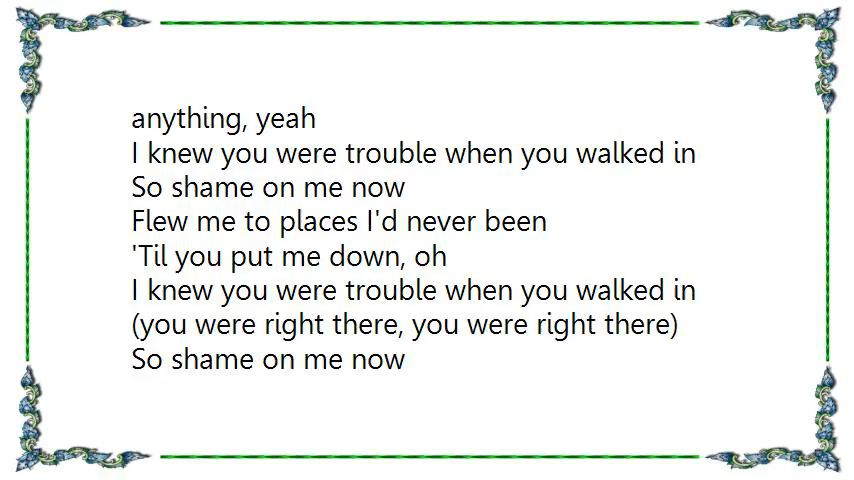 anything, yeah
I knew you were trouble when you walked in
So shame on me now
Flew me to places I'd never been
'Til you put me down, oh
I knew you were trouble when you walked in
(you were right there, you were right there)
So shame on me now